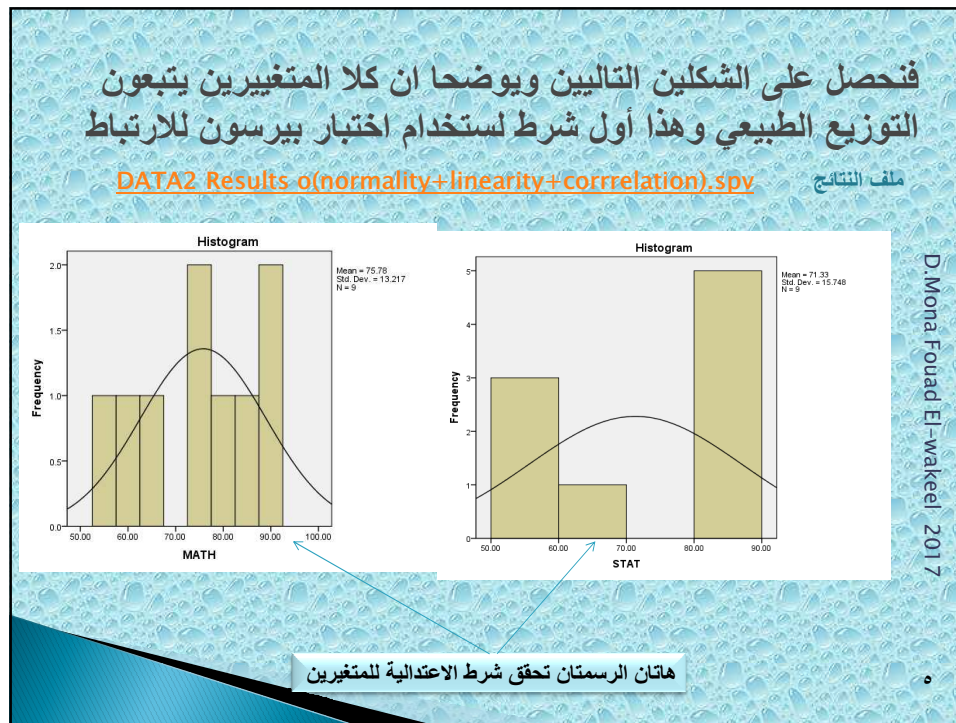 فنحصل على الشكلين التاليين ويوضحا ان كلا المتغييرين يتبعون
التوزيع الطبيعي وهذا أول شرط لستخدام اختبار بيرسون للارتباط
ملف النتائج DATA2 Results o(normality+linearity+corrrelation).spv
Histogram
Mean = 75.78
Std. Dev. = 13.217
N = 9
Frequency
2.0
1.5
1.0
0.5
0.0
50.00 60.00 70.00 80.00 90.00 100.00
MATH
Histogram
Mean = 71.33
Std. Dev. = 15.748
N = 9
Frequency
5
4
3
2
1
0
50.00 60.00 70.00 80.00 90.00
STAT
D.Mona Fouad El-wakeel 2017
هاتان الرسمتان تحقق شرط الاعتدالية للمتغيرين
٥